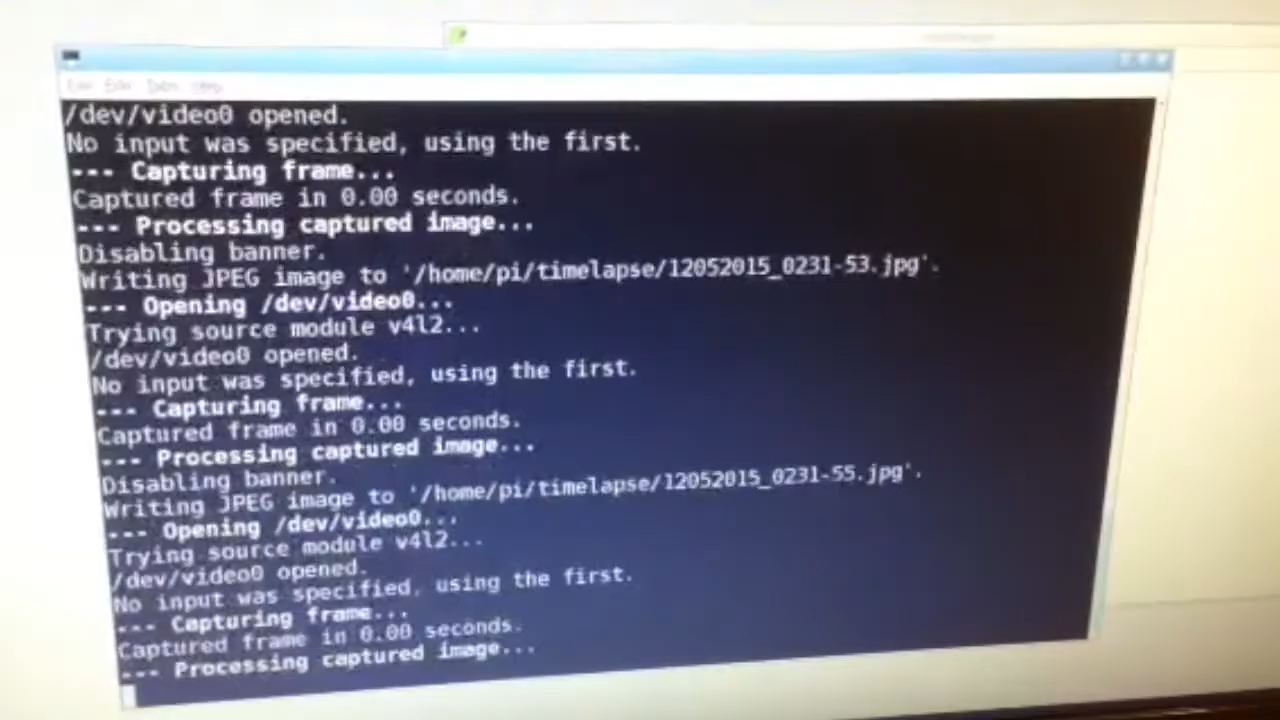 /dev/video0 opened.
No input was specified, using the first.
--- Capturing frame...
Captured frame in 0.00 seconds.
--- Processing captured image...
Disabling banner.
Writing JPEG image to '/home/pi/timelapse/12052015_0231-53.jpg'.
--- Opening /dev/video0...
Trying source module v4l2...
/dev/video0 opened.
No input was specified, using the first.
--- Capturing frame...
Captured frame in 0.00 seconds.
--- Processing captured image...
Disabling banner.
Writing JPEG image to '/home/pi/timelapse/12052015_0231-55.jpg'.
--- Opening /dev/video0...
Trying source module v4l2...
/dev/video0 opened.
No input was specified, using the first.
--- Capturing frame...
Captured frame in 0.00 seconds.
--- Processing captured image...